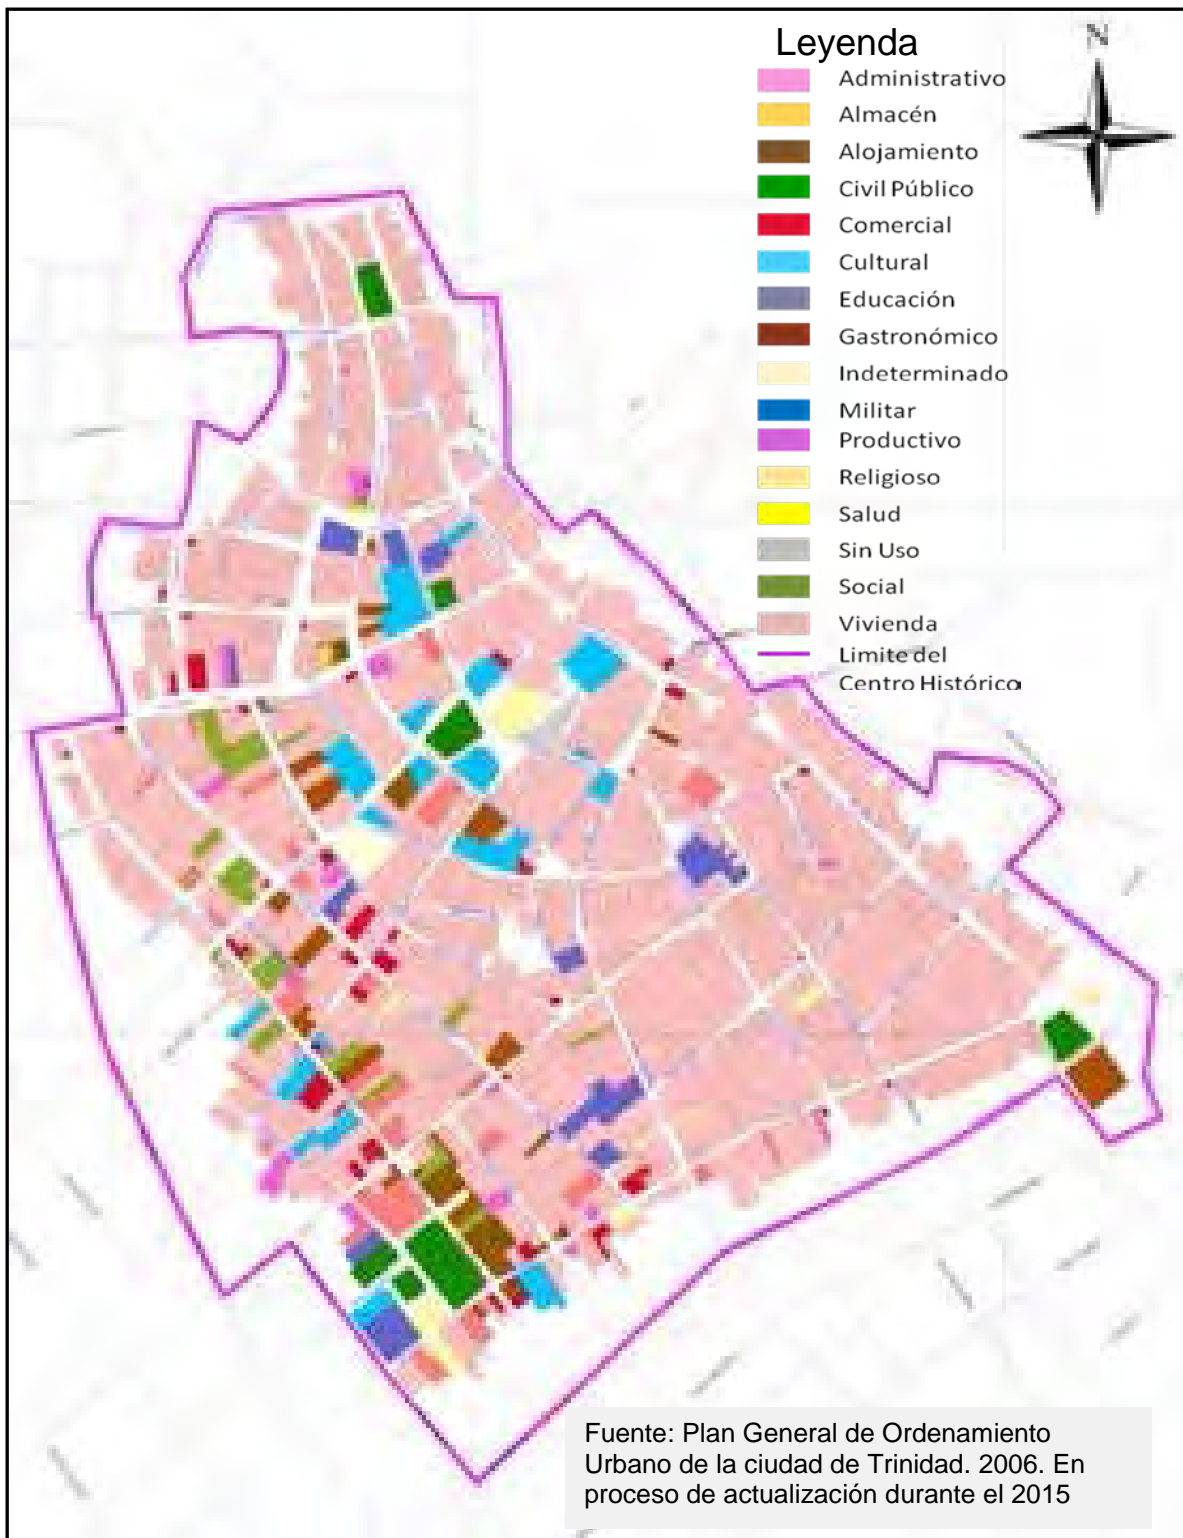 Leyenda
N
Administrativo
Almacén
Alojamiento
Civil Público
Comercial
Cultural
Educación
Gastronómico
Indeterminado
Militar
Productivo
Religioso
Salud
Sin Uso
Social
Vivienda
Limite del
Centro Histórico
Fuente: Plan General de Ordenamiento
Urbano de la ciudad de Trinidad. 2006. En
proceso de actualización durante el 2015